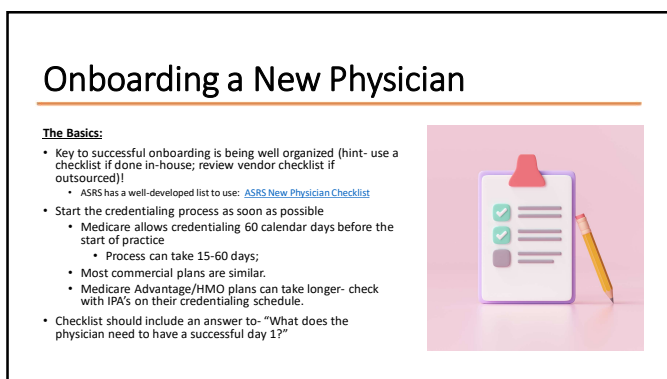 Onboarding a New Physician
The Basics:
• Key to successful onboarding is being well organized (hint- use a
checklist if done in-house; review vendor checklist if
outsourced)!
• ASRS has a well-developed list to use: ASRS New Physician Checklist
• Start the credentialing process as soon as possible
• Medicare allows credentialing 60 calendar days before the
start of practice
• Process can take 15-60 days;
• Most commercial plans are similar.
• Medicare Advantage/HMO plans can take longer- check
with IPA's on their credentialing schedule.
• Checklist should include an answer to- “What does the
physician need to have a successful day 1?”